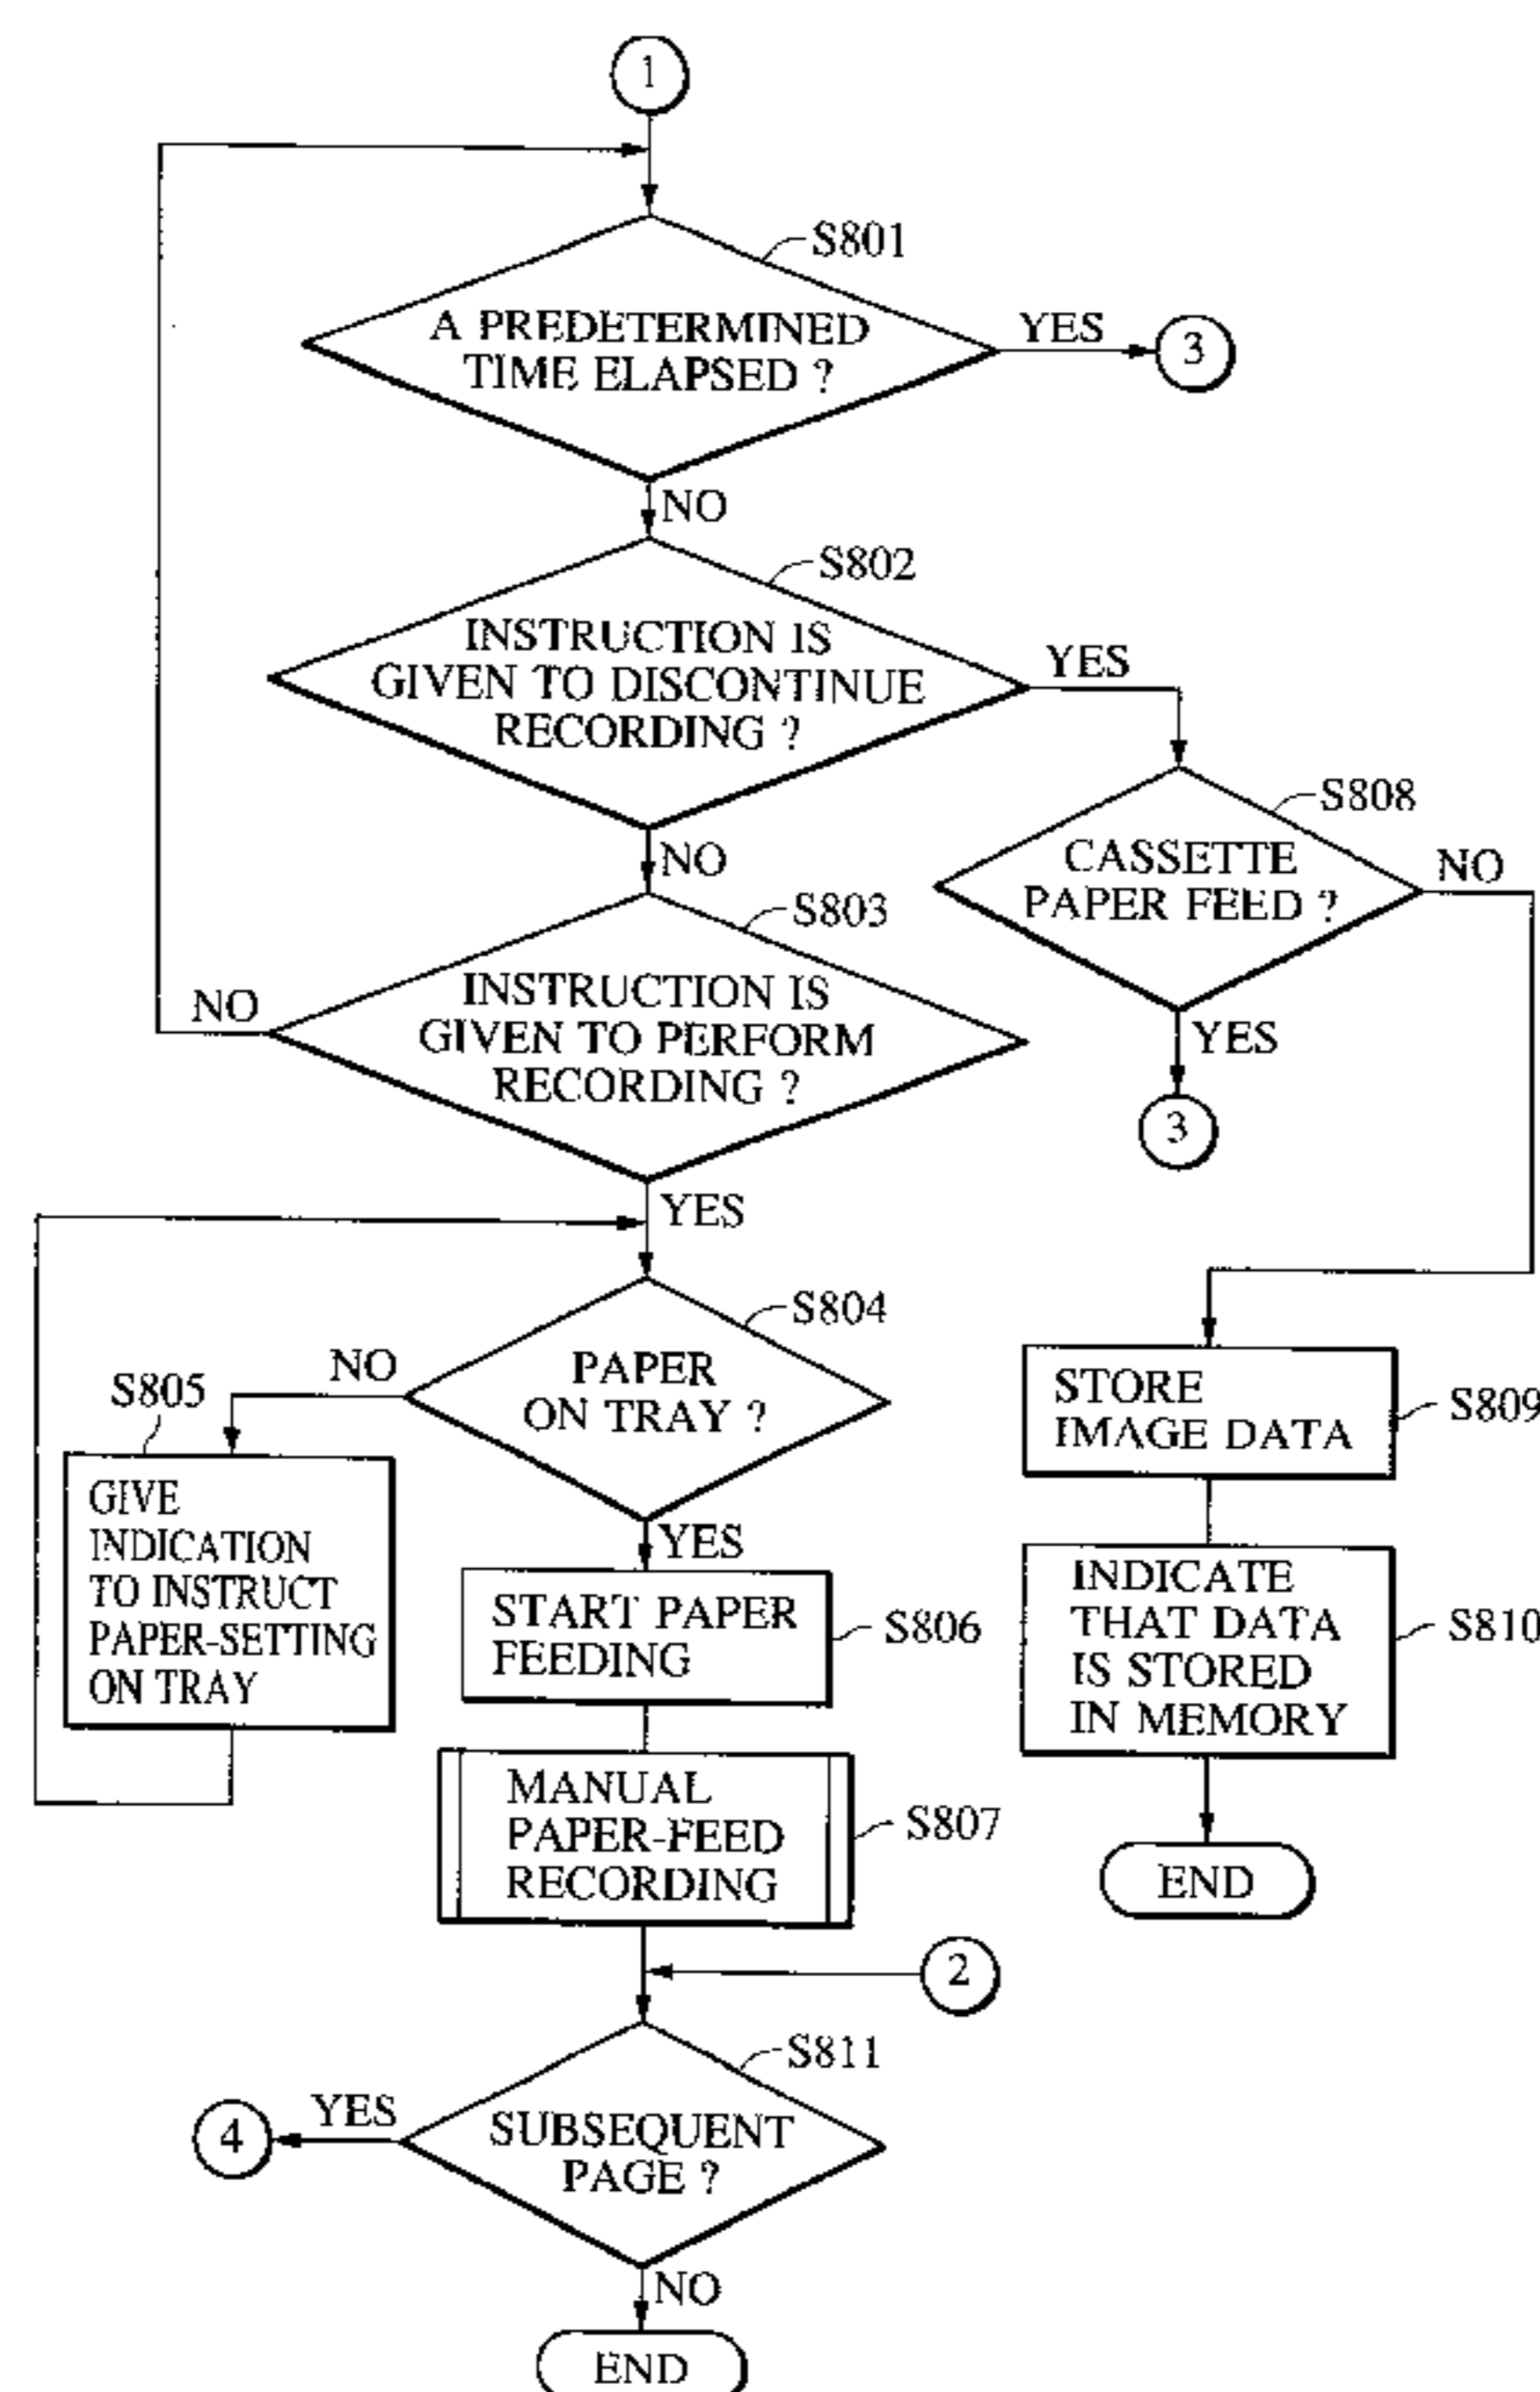 1
S801
A PREDETERMINED
TIME ELAPSED ?
YES
3
NO
S802
INSTRUCTION IS
GIVEN TO DISCONTINUE
RECORDING ?
YES
NO
S808
CASSETTE
PAPER FEED ?
NO
YES
3
S803
INSTRUCTION IS
GIVEN TO PERFORM
RECORDING ?
NO
YES
S804
PAPER
ON TRAY ?
NO
S805
GIVE
INDICATION
TO INSTRUCT
PAPER-SETTING
ON TRAY
YES
START PAPER
FEEDING
S806
MANUAL
PAPER-FEED
RECORDING
S807
STORE
IMAGE DATA
S809
INDICATE
THAT DATA
IS STORED
IN MEMORY
S810
END
2
S811
SUBSEQUENT
PAGE ?
YES
4
NO
END